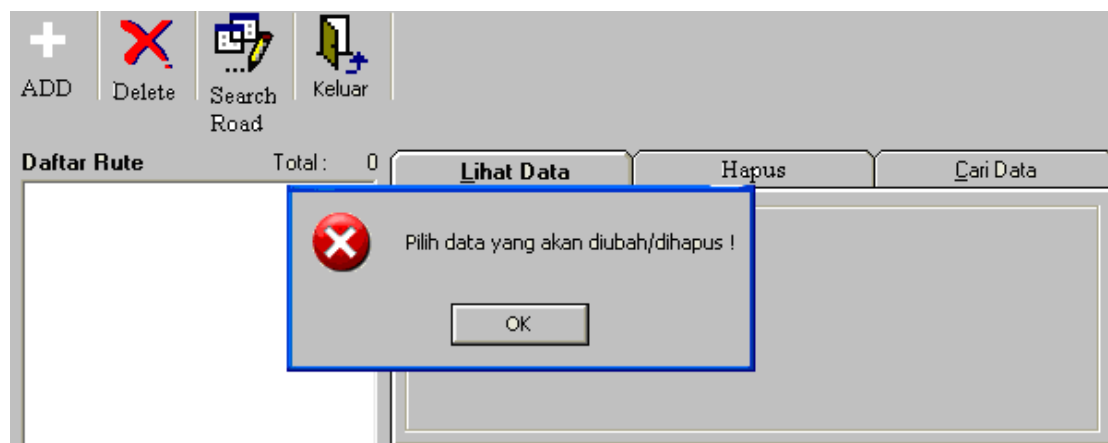 ADD
Delete
Search
Road
Keluar
Daftar Rute
Total : 0
Lihat Data
Hapus
Cari Data
Pilih data yang akan diubah/dihapus !
OK